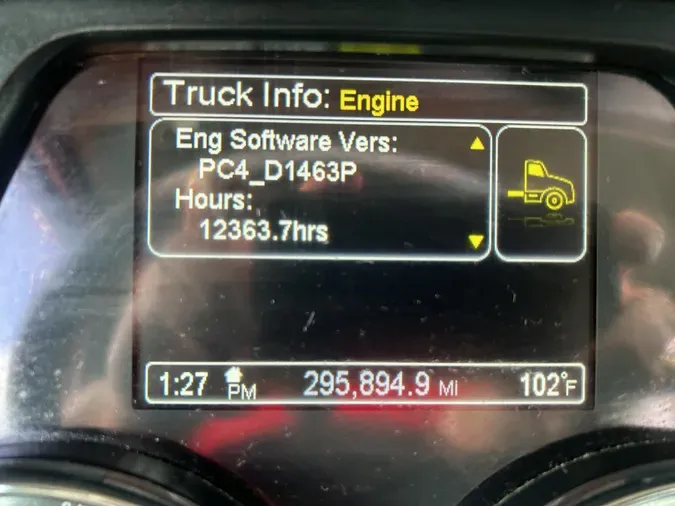 Truck Info: Engine
Eng Software Vers:
PC4_D1463P
Hours:
12363.7hrs
1:27 PM 295,894.9 MI 102°F